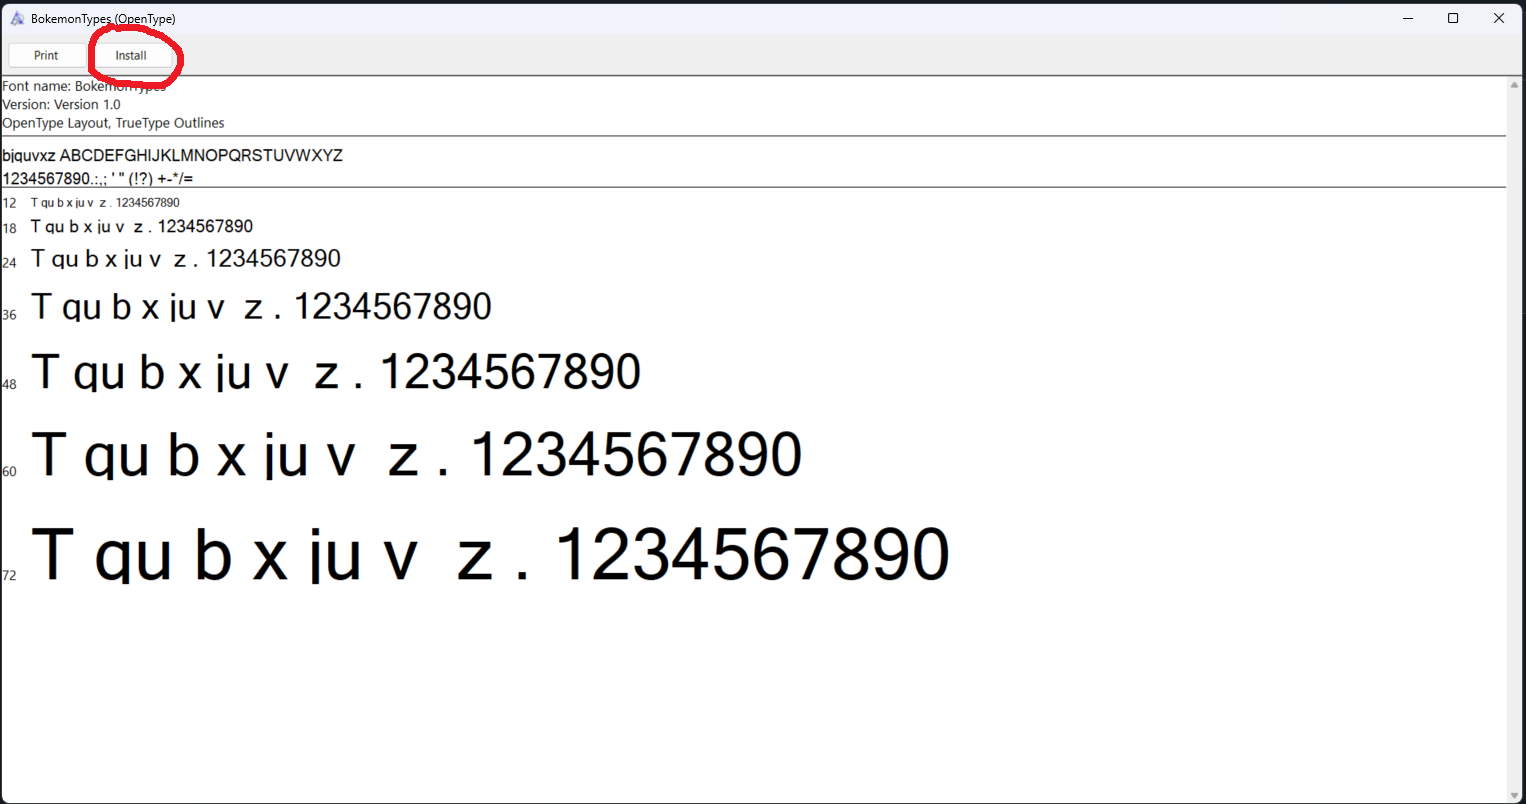 BokemonTypes (OpenType)
Print Install
Font name: BokemonTypes
Version: Version 1.0
OpenType Layout, TrueType Outlines
bjquvxz ABCDEFGHIJKLMNOPQRSTUVWXYZ
1234567890.:,; ' " (!?) +-*/=
12 T qu b x ju v  z . 1234567890
18 T qu b x ju v  z . 1234567890
24 T qu b x ju v  z . 1234567890
36 T qu b x ju v  z . 1234567890
48 T qu b x ju v  z . 1234567890
60 T qu b x ju v  z . 1234567890
72 T qu b x ju v  z . 1234567890